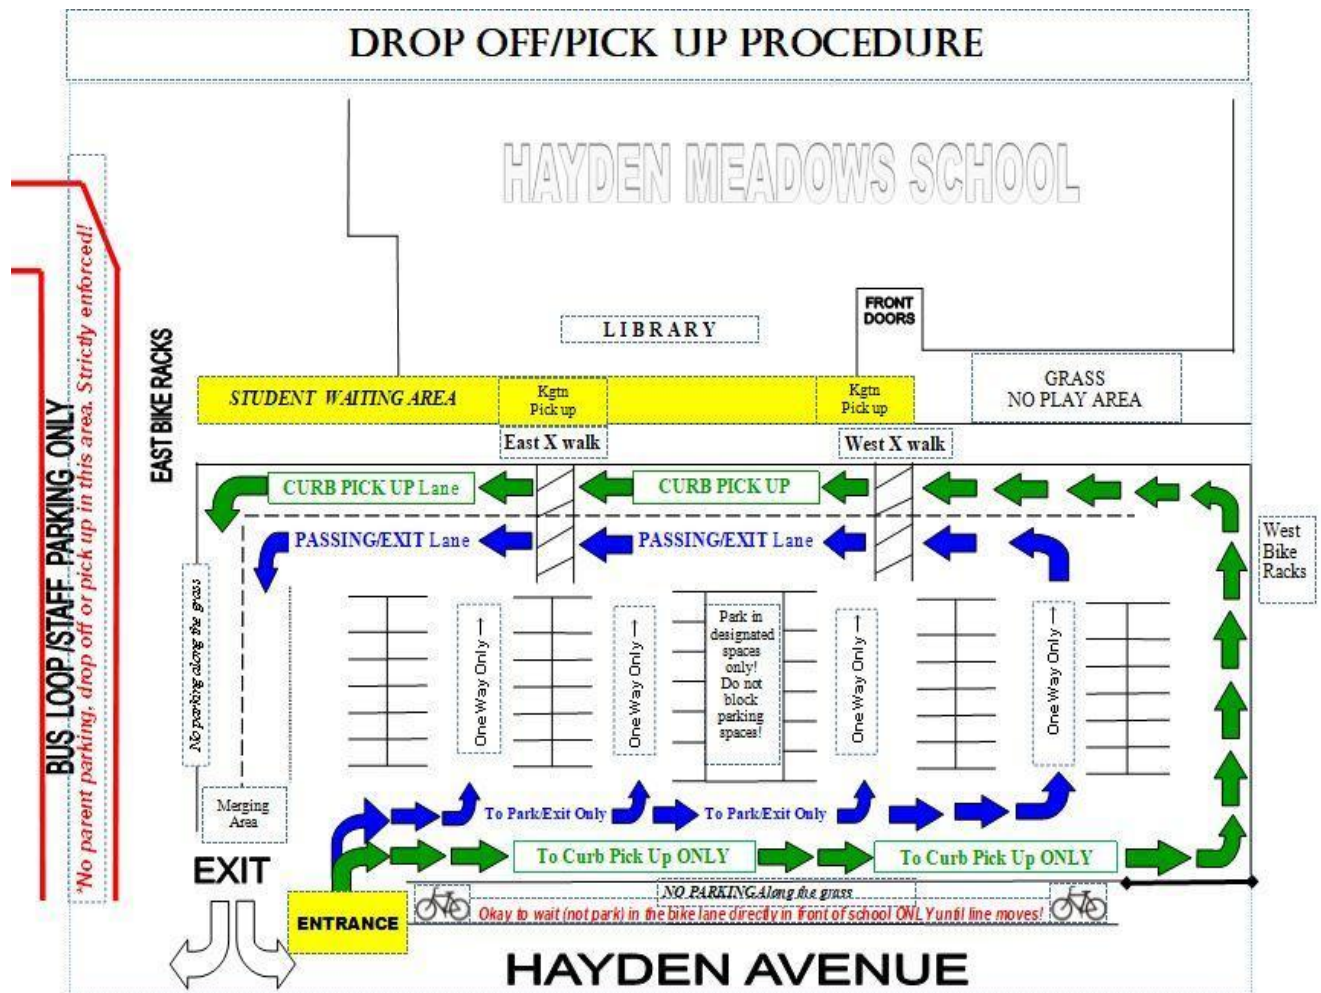 DROP OFF/PICK UP PROCEDURE
HAYDEN MEADOWS SCHOOL
FRONT
DOORS
LIBRARY
GRASS
NO PLAY AREA
STUDENT WAITING AREA
Kgtn
Pick up
Kgtn
Pick up
East X walk
West X walk
BUS LOOP/STAFF PARKING ONLY
*No parent parking, drop off or pick up in this area. Strictly enforced!
EAST BIKE RACKS
CURB PICK UP Lane
CURB PICK UP
PASSING/EXIT Lane
PASSING/EXIT Lane
West
Bike
Racks
No parking along the grass
One Way Only →
One Way Only →
Park in
designated
spaces
only!
Do not
block
parking
spaces!
One Way Only →
One Way Only →
Merging
Area
To Park/Exit Only
To Park/Exit Only
To Curb Pick Up ONLY
To Curb Pick Up ONLY
EXIT
ENTRANCE
NO PARKING Along the grass
Okay to wait (not park) in the bike lane directly in front of school ONLY until line moves!
HAYDEN AVENUE